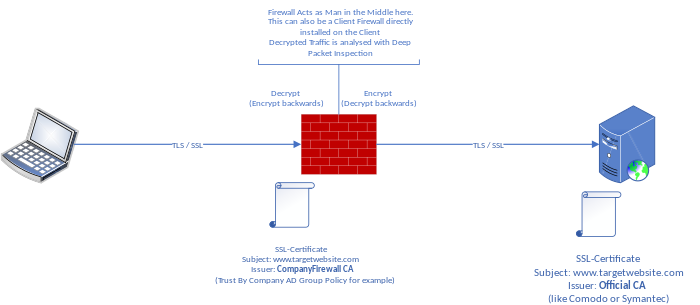 Firewall Acts as Man in the Middle here.
This can also be a Client Firewall directly
installed on the Client
Decrypted Traffic is analysed with Deep
Packet Inspection
Decrypt
(Encrypt backwards)
Encrypt
(Decrypt backwards)
TLS / SSL
TLS / SSL
SSL-Certificate
Subject: www.targetwebsite.com
Issuer: CompanyFirewall CA
(Trust By Company AD Group Policy for example)
SSL-Certificate
Subject: www.targetwebsite.com
Issuer: Official CA
(like Comodo or Symantec)